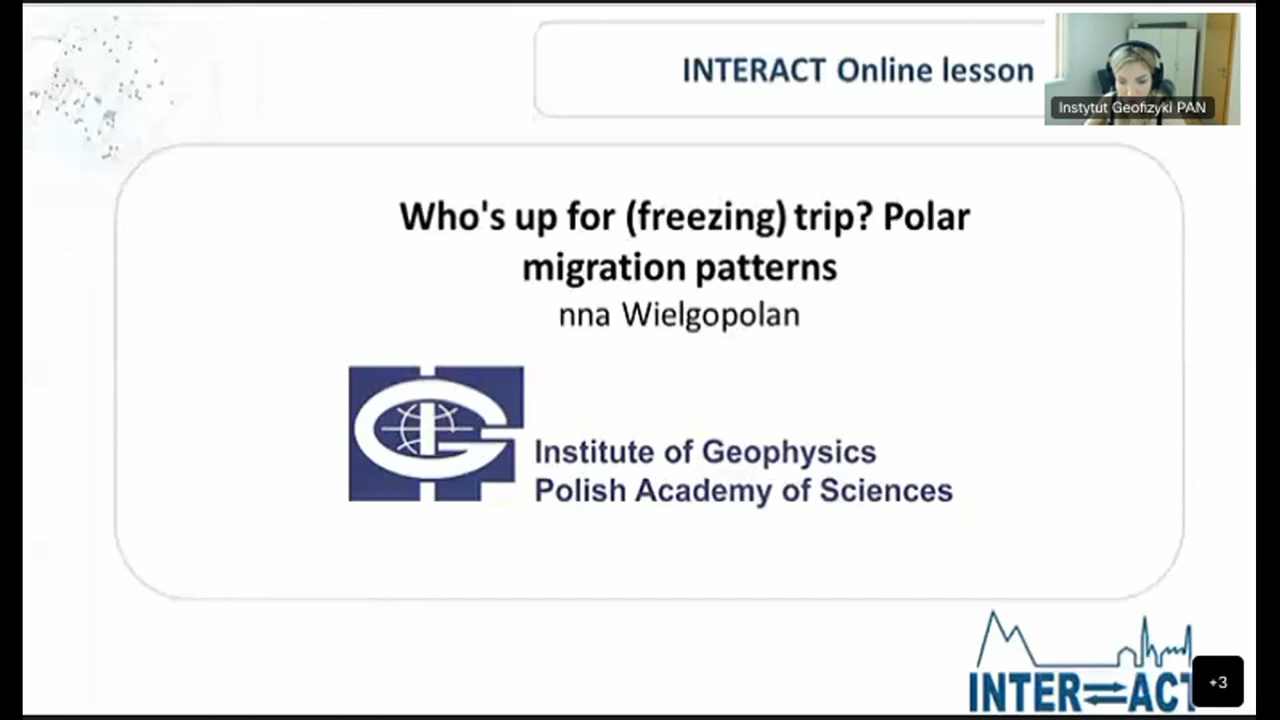 INTERACT Online lesson
Instytut Geofizyki PAN
Who's up for (freezing) trip? Polar
migration patterns
nna Wielgopolan
Institute of Geophysics
Polish Academy of Sciences
INTER ACT
+3